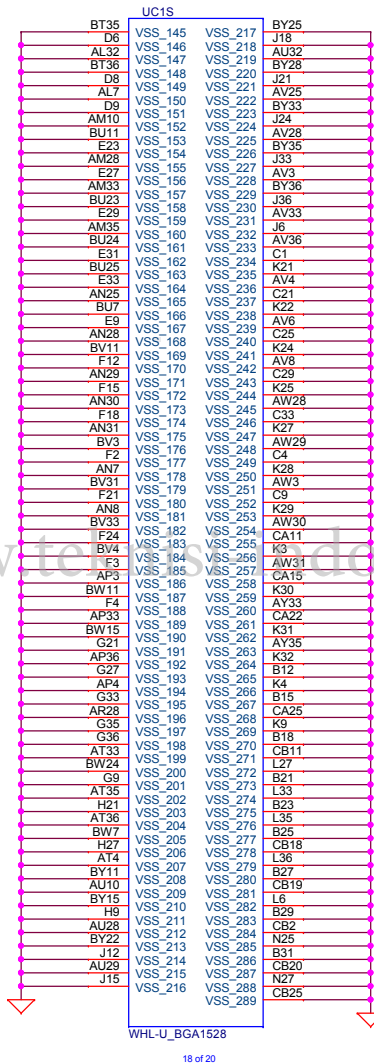 UC1S
BT35 VSS_145 VSS_217 BY25
D6 VSS_146 VSS_218 J18
AL32 VSS_147 VSS_219 AU32
BT36 VSS_148 VSS_220 BY28
D8 VSS_149 VSS_221 J21
AL7 VSS_150 VSS_222 AV25
D9 VSS_151 VSS_223 BY33
AM10 VSS_152 VSS_224 J24
BU11 VSS_153 VSS_225 AV28
E23 VSS_154 VSS_226 BY35
AM28 VSS_155 VSS_227 J33
E27 VSS_156 VSS_228 AV3
AM33 VSS_157 VSS_229 BY36
BU23 VSS_158 VSS_230 J36
E29 VSS_159 VSS_231 AV33
AM35 VSS_160 VSS_232 J6
BU24 VSS_161 VSS_233 AV36
E31 VSS_162 VSS_234 C1
BU25 VSS_163 VSS_235 K21
E33 VSS_164 VSS_236 AV4
AN25 VSS_165 VSS_237 C21
BU7 VSS_166 VSS_238 K22
E9 VSS_167 VSS_239 AV6
AN28 VSS_168 VSS_240 C25
BV11 VSS_169 VSS_241 K24
F12 VSS_170 VSS_242 AV8
AN29 VSS_171 VSS_243 C29
F15 VSS_172 VSS_244 K25
AN30 VSS_173 VSS_245 AW28
F18 VSS_174 VSS_246 C33
AN31 VSS_175 VSS_247 K27
BV3 VSS_176 VSS_248 AW29
F2 VSS_177 VSS_249 C4
AN7 VSS_178 VSS_250 K28
BV31 VSS_179 VSS_251 AW3
F21 VSS_180 VSS_252 C9
AN8 VSS_181 VSS_253 K29
BV33 VSS_182 VSS_254 AW30
F24 VSS_183 VSS_255 CA11
BV4 VSS_184 VSS_256 K3
F3 VSS_185 VSS_257 AW31
AP3 VSS_186 VSS_258 CA15
BW11 VSS_187 VSS_259 K30
F4 VSS_188 VSS_260 AY33
AP33 VSS_189 VSS_261 CA22
BW15 VSS_190 VSS_262 K31
G21 VSS_191 VSS_263 AY35
AP36 VSS_192 VSS_264 K32
G27 VSS_193 VSS_265 B12
AP4 VSS_194 VSS_266 K4
G33 VSS_195 VSS_267 B15
AR28 VSS_196 VSS_268 CA25
G35 VSS_197 VSS_269 K9
G36 VSS_198 VSS_270 B18
AT33 VSS_199 VSS_271 CB11
BW24 VSS_200 VSS_272 L27
G9 VSS_201 VSS_273 B21
AT35 VSS_202 VSS_274 L33
H21 VSS_203 VSS_275 B23
AT36 VSS_204 VSS_276 L35
BW7 VSS_205 VSS_277 B25
H27 VSS_206 VSS_278 CB18
AT4 VSS_207 VSS_279 L36
BY11 VSS_208 VSS_280 B27
AU10 VSS_209 VSS_281 CB19
BY15 VSS_210 VSS_282 L6
H9 VSS_211 VSS_283 B29
AU28 VSS_212 VSS_284 CB2
BY22 VSS_213 VSS_285 N25
J12 VSS_214 VSS_286 B31
AU29 VSS_215 VSS_287 CB20
J15 VSS_216 VSS_288 N27
VSS_289 CB25
WHL-U_BGA1528
18 of 20